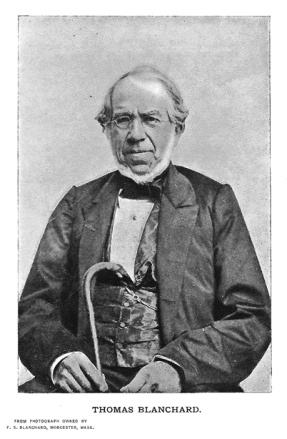 THOMAS BLANCHARD.
FROM PHOTOGRAPH OWNED BY
F. S. BLANCHARD, WORCESTER, MASS.